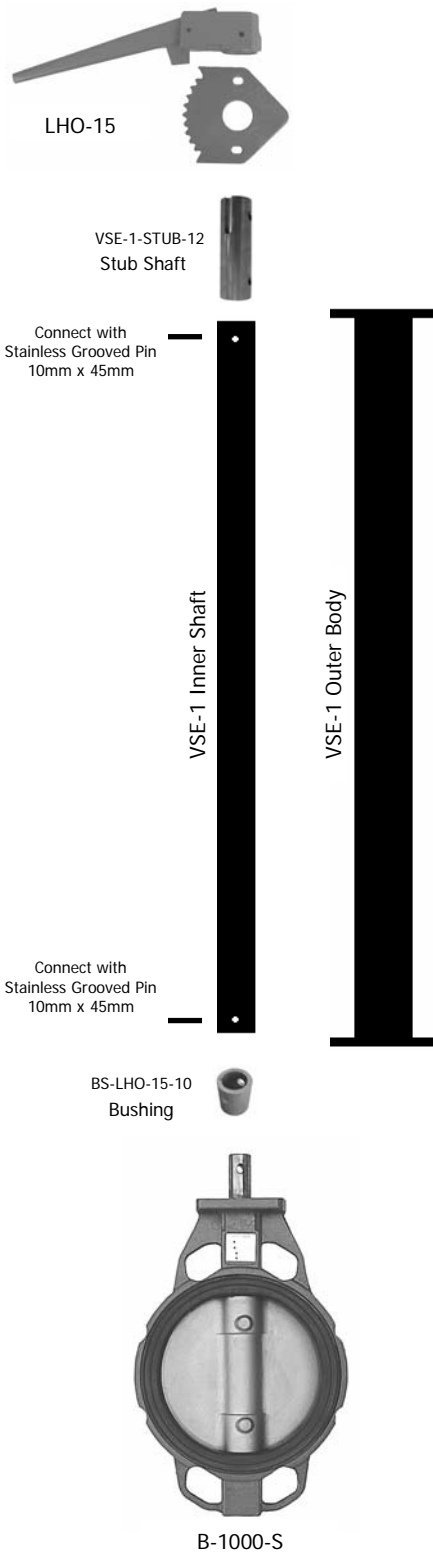 LHO-15
VSE-1-STUB-12
Stub Shaft
Connect with
Stainless Grooved Pin
10mm x 45mm
VSE-1 Inner Shaft
VSE-1 Outer Body
Connect with
Stainless Grooved Pin
10mm x 45mm
BS-LHO-15-10
Bushing
B-1000-S